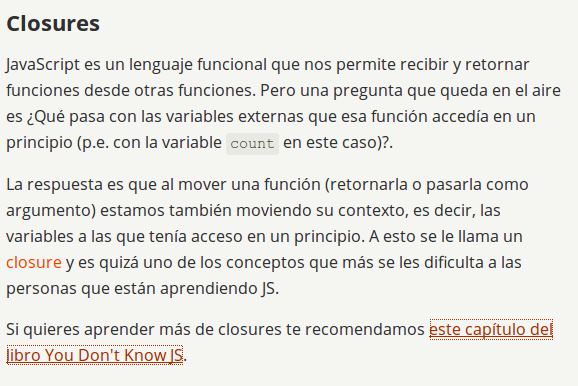 Closures
JavaScript es un lenguaje funcional que nos permite recibir y retornar
funciones desde otras funciones. Pero una pregunta que queda en el aire
es ¿Qué pasa con las variables externas que esa función accedía en un
principio (p.e. con la variable count en este caso)?.
La respuesta es que al mover una función (retornarla o pasarla como
argumento) estamos también moviendo su contexto, es decir, las
variables a las que tenía acceso en un principio. A esto se le llama un
closure y es quizá uno de los conceptos que más se les dificulta a las
personas que están aprendiendo JS.
Si quieres aprender más de closures te recomendamos este capítulo del
libro You Don't Know JS.